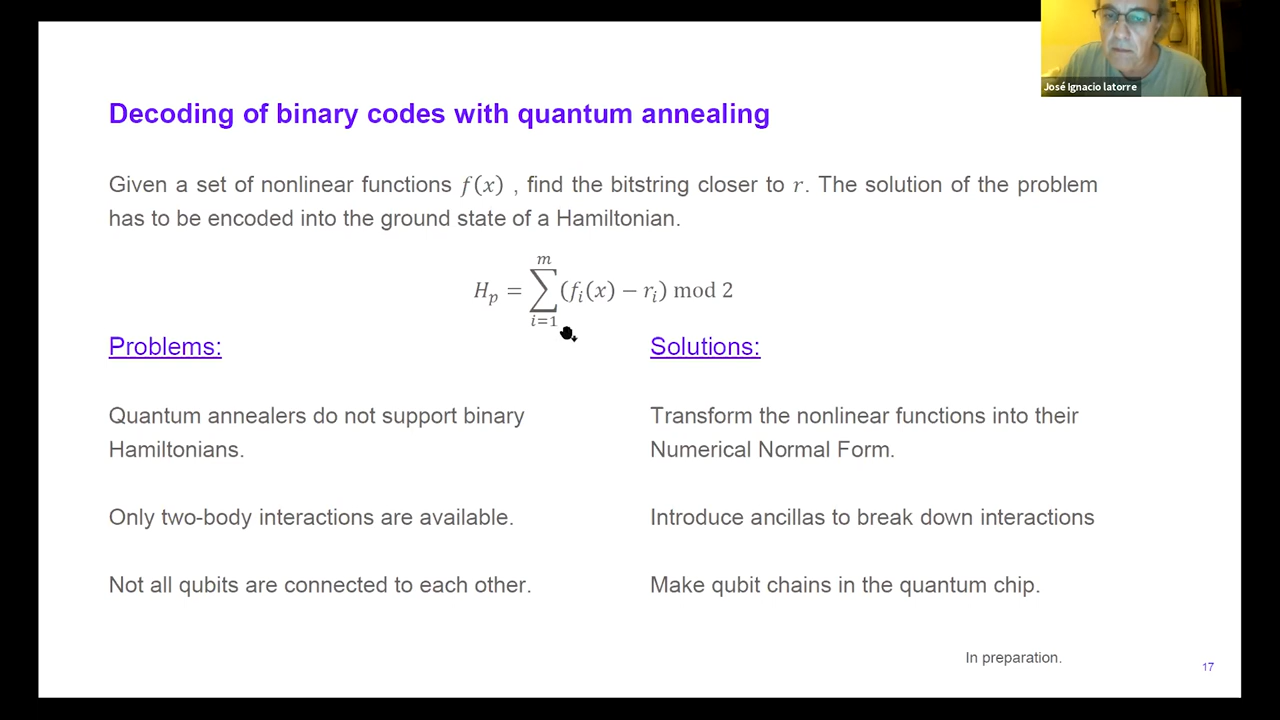 José Ignacio latorre
Decoding of binary codes with quantum annealing
Given a set of nonlinear functions f(x) , find the bitstring closer to r. The solution of the problem
has to be encoded into the ground state of a Hamiltonian.
H_p = \sum_{i=1}^{m} (f_i(x) − r_i) mod 2
Problems:
Solutions:
Quantum annealers do not support binary
Hamiltonians.
Transform the nonlinear functions into their
Numerical Normal Form.
Only two-body interactions are available.
Introduce ancillas to break down interactions
Not all qubits are connected to each other.
Make qubit chains in the quantum chip.
In preparation.
17